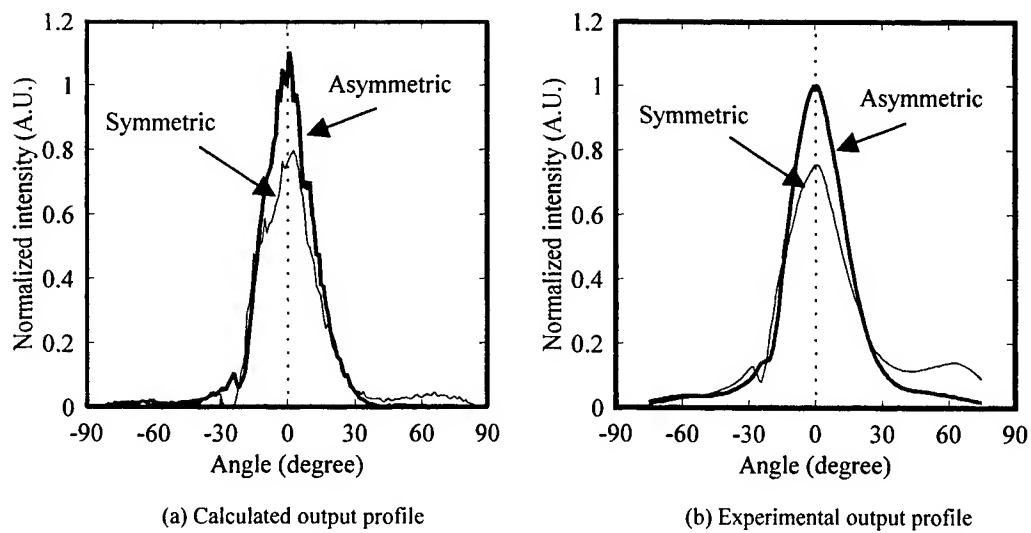 1.2
1
0.8
0.6
0.4
0.2
0
Normalized intensity (A.U.)
Symmetric
Asymmetric
-90 -60 -30 0 30 60 90
Angle (degree)
(a) Calculated output profile
1.2
1
0.8
0.6
0.4
0.2
0
Normalized intensity (A.U.)
Symmetric
Asymmetric
-90 -60 -30 0 30 60 90
Angle (degree)
(b) Experimental output profile